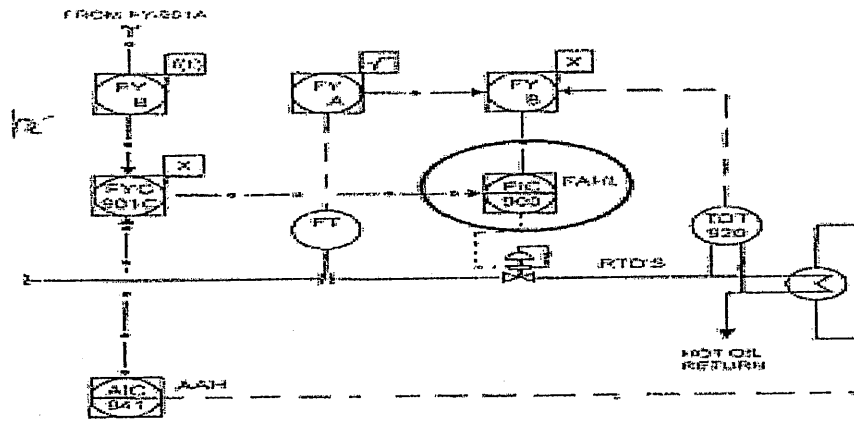 FROM FY-901A
FY
B
FY
A
√
FY
B
X
FYC
901C
X
FIC
903
FAHL
FT
TDT
920
RTD'S
HOT OIL
RETURN
AIC
941
AAH